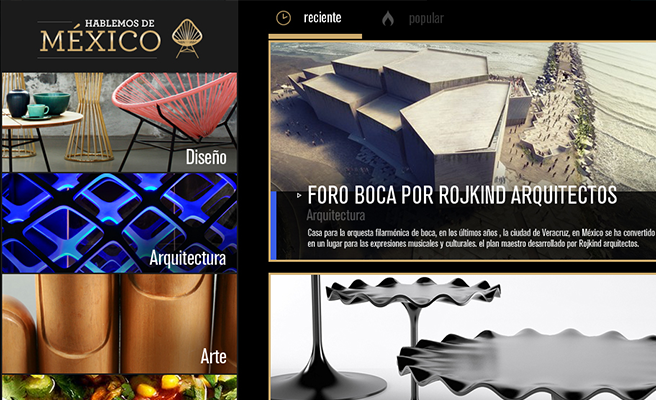 HABLEMOS DE
MÉXICO
Diseño
Arquitectura
Arte
reciente
popular
FORO BOCA POR ROJKIND ARQUITECTOS
Arquitectura
Casa para la orquesta filarménica de boca, en los últimos años , la ciudad de Veracruz, en México se ha convertido
en un lugar para las expresiones musicales y culturales. el plan maestro desarrollado por Rojkind arquitectos.